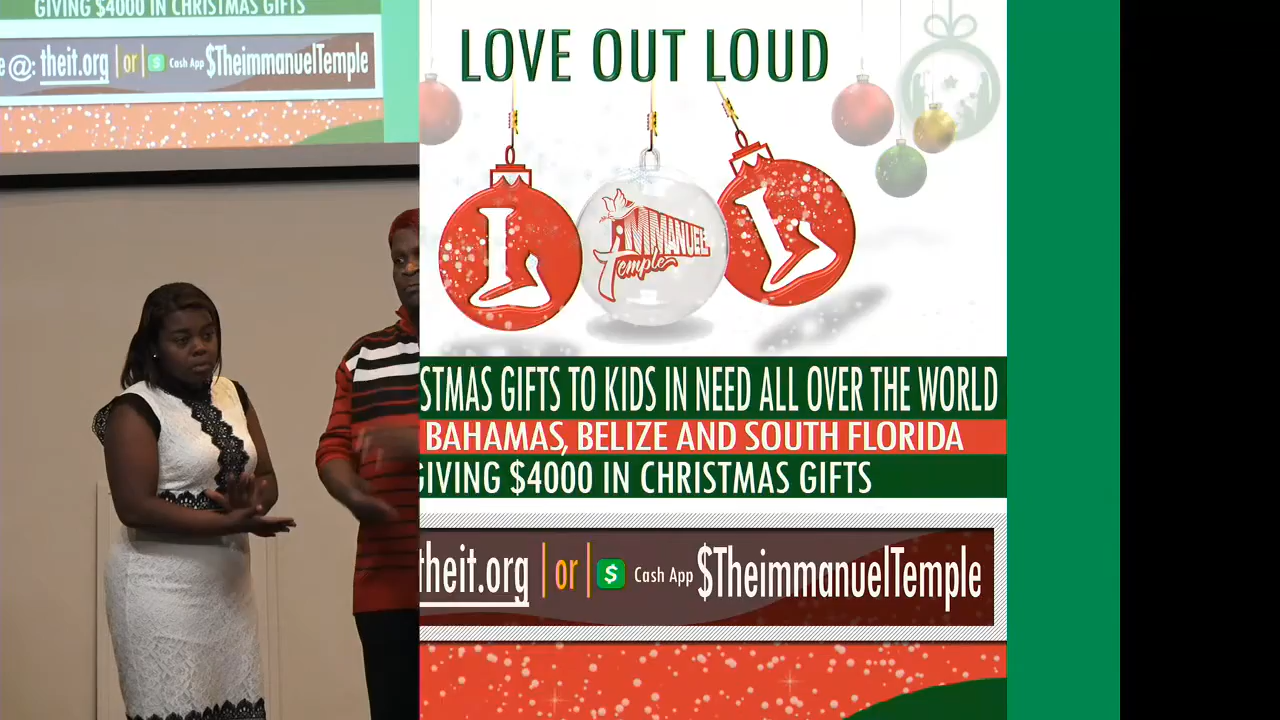 GIVING $4000 IN CHRISTMAS GIFTS
e @: theit.org | or | $ Cash App $TheimmanuelTemple
LOVE OUT LOUD
L
IMMANUEL
Temple
L
STMAS GIFTS TO KIDS IN NEED ALL OVER THE WORLD
BAHAMAS, BELIZE AND SOUTH FLORIDA
GIVING $4000 IN CHRISTMAS GIFTS
theit.org | or | $ Cash App $TheimmanuelTemple